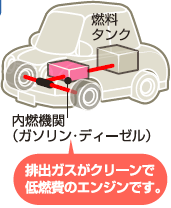 燃料
タンク
内燃機関
（ガソリン・ディーゼル）
排出ガスがクリーンで
低燃費のエンジンです。